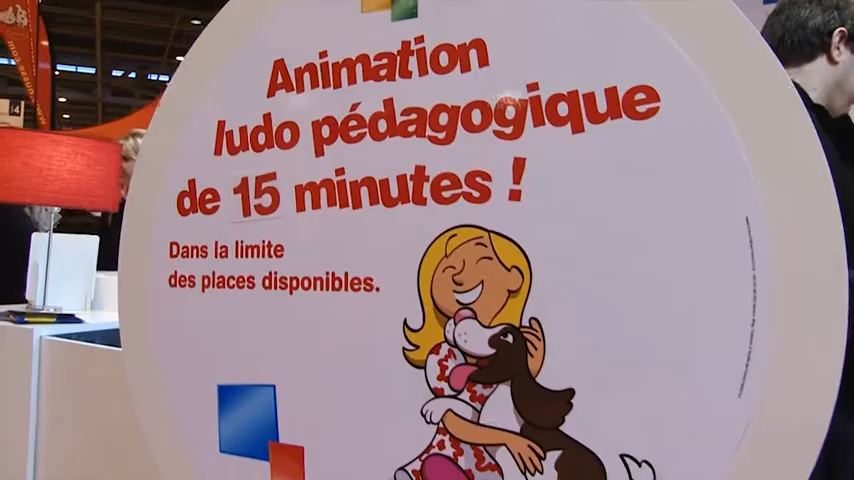 Animation
ludo pédagogique
de 15 minutes !
Dans la limite
des places disponibles.